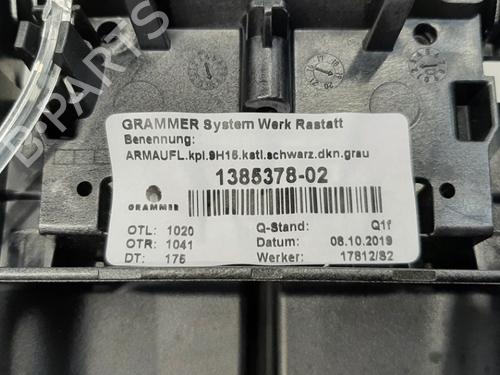 B-PARTS
GRAMMER System Werk Rastatt
Benennung:
ARMAUFL.kpl.9H15.katl.schwarz.dkn.grau
1385378-02
GRAMMER
OTL: 1020 Q-Stand: Q1f
OTR: 1041 Datum: 08.10.2019
DT: 175 Werker: 17812/82